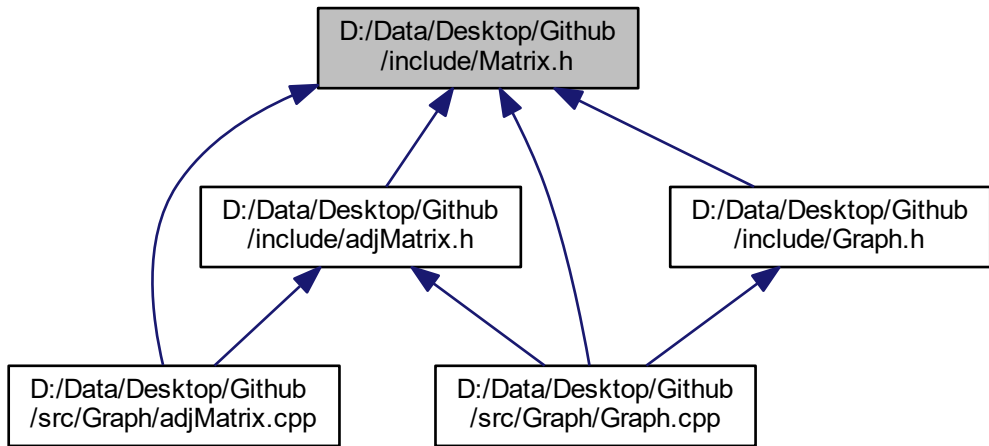 D:/Data/Desktop/Github
/include/Matrix.h
D:/Data/Desktop/Github
/include/adjMatrix.h
D:/Data/Desktop/Github
/include/Graph.h
D:/Data/Desktop/Github
/src/Graph/adjMatrix.cpp
D:/Data/Desktop/Github
/src/Graph/Graph.cpp